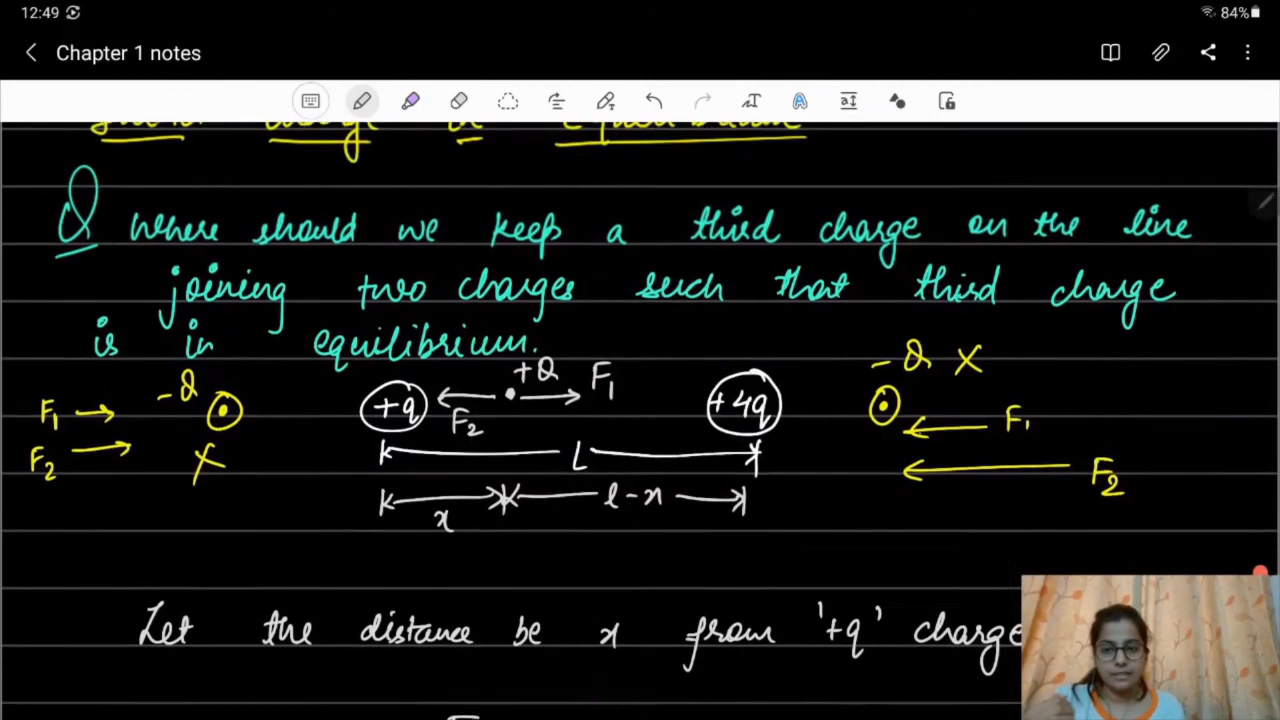 12:49
84%
Chapter 1 notes
Q Where should we keep a third charge on the line
joining two charges such that third charge
is in equilibrium.
-Q X
+Q F₁
-Q
F₁ +q F₂ +4q F₁
F₂ X L F₂
x l-x
Let the distance be x from '+q' charge